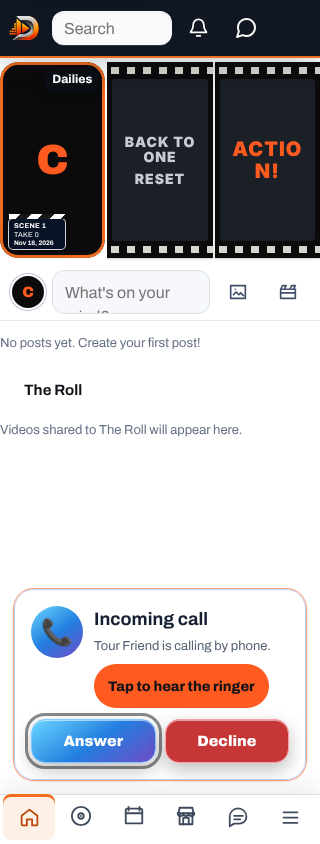 Search
Dailies
C
SCENE 1
TAKE 0
Nov 18, 2026
BACK TO
ONE
RESET
ACTIO
N!
C
What's on your
No posts yet. Create your first post!
The Roll
Videos shared to The Roll will appear here.
Incoming call
Tour Friend is calling by phone.
Tap to hear the ringer
Answer
Decline